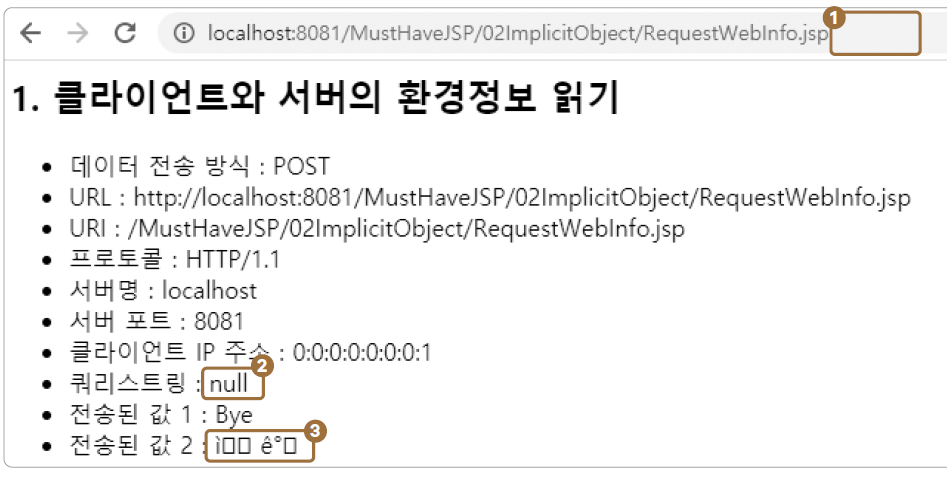 localhost:8081/MustHaveJSP/02ImplicitObject/RequestWebInfo.jsp 1
1. 클라이언트와 서버의 환경정보 읽기
• 데이터 전송 방식 : POST
• URL : http://localhost:8081/MustHaveJSP/02ImplicitObject/RequestWebInfo.jsp
• URI : /MustHaveJSP/02ImplicitObject/RequestWebInfo.jsp
• 프로토콜 : HTTP/1.1
• 서버명 : localhost
• 서버 포트 : 8081
• 클라이언트 IP 주소 : 0:0:0:0:0:0:0:1
• 쿼리스트링 : null 2
• 전송된 값 1 : Bye
• 전송된 값 2 : ì□□ ê°□ 3